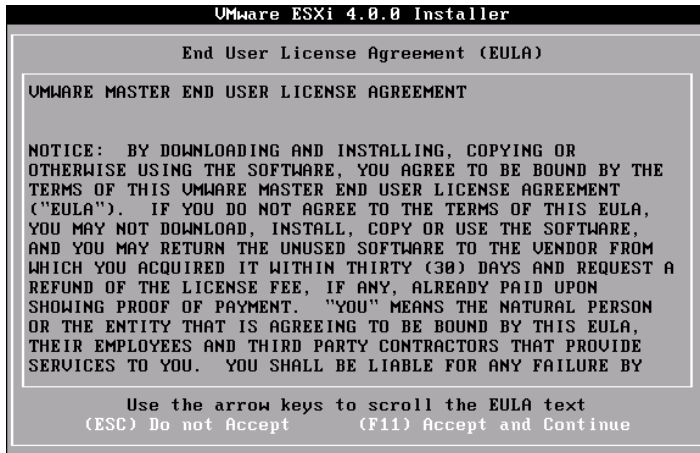 VMware ESXi 4.0.0 Installer
End User License Agreement (EULA)
VMWARE MASTER END USER LICENSE AGREEMENT
NOTICE:  BY DOWNLOADING AND INSTALLING, COPYING OR
OTHERWISE USING THE SOFTWARE, YOU AGREE TO BE BOUND BY THE
TERMS OF THIS VMWARE MASTER END USER LICENSE AGREEMENT
("EULA").  IF YOU DO NOT AGREE TO THE TERMS OF THIS EULA,
YOU MAY NOT DOWNLOAD, INSTALL, COPY OR USE THE SOFTWARE,
AND YOU MAY RETURN THE UNUSED SOFTWARE TO THE VENDOR FROM
WHICH YOU ACQUIRED IT WITHIN THIRTY (30) DAYS AND REQUEST A
REFUND OF THE LICENSE FEE, IF ANY, ALREADY PAID UPON
SHOWING PROOF OF PAYMENT.  "YOU" MEANS THE NATURAL PERSON
OR THE ENTITY THAT IS AGREEING TO BE BOUND BY THIS EULA,
THEIR EMPLOYEES AND THIRD PARTY CONTRACTORS THAT PROVIDE
SERVICES TO YOU.  YOU SHALL BE LIABLE FOR ANY FAILURE BY
Use the arrow keys to scroll the EULA text
(ESC) Do not Accept (F11) Accept and Continue